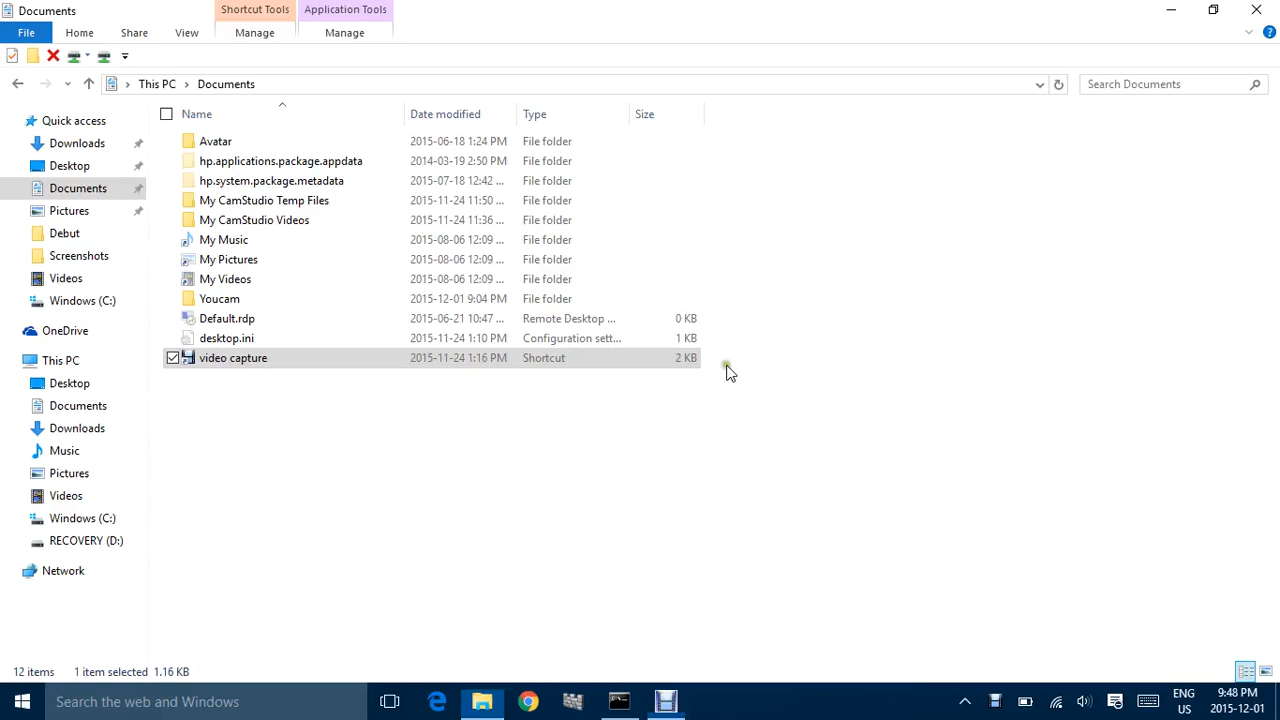 Documents
Shortcut Tools
Application Tools
File
Home
Share
View
Manage
Manage
This PC
Documents
Search Documents
Name
Date modified
Type
Size
Quick access
Downloads
Desktop
Documents
Pictures
Debut
Screenshots
Videos
Windows (C:)
OneDrive
This PC
Desktop
Documents
Downloads
Music
Pictures
Videos
Windows (C:)
RECOVERY (D:)
Network
Avatar 2015-06-18 1:24 PM File folder
hp.applications.package.appdata 2014-03-19 2:50 PM File folder
hp.system.package.metadata 2015-07-18 12:42 ... File folder
My CamStudio Temp Files 2015-11-24 11:50 ... File folder
My CamStudio Videos 2015-11-24 11:36 ... File folder
My Music 2015-08-06 12:09 ... File folder
My Pictures 2015-08-06 12:09 ... File folder
My Videos 2015-08-06 12:09 ... File folder
Youcam 2015-12-01 9:04 PM File folder
Default.rdp 2015-06-21 10:47 ... Remote Desktop ... 0 KB
desktop.ini 2015-11-24 1:10 PM Configuration sett... 1 KB
video capture 2015-11-24 1:16 PM Shortcut 2 KB
12 items 1 item selected 1.16 KB
Search the web and Windows
ENG
US
9:48 PM
2015-12-01